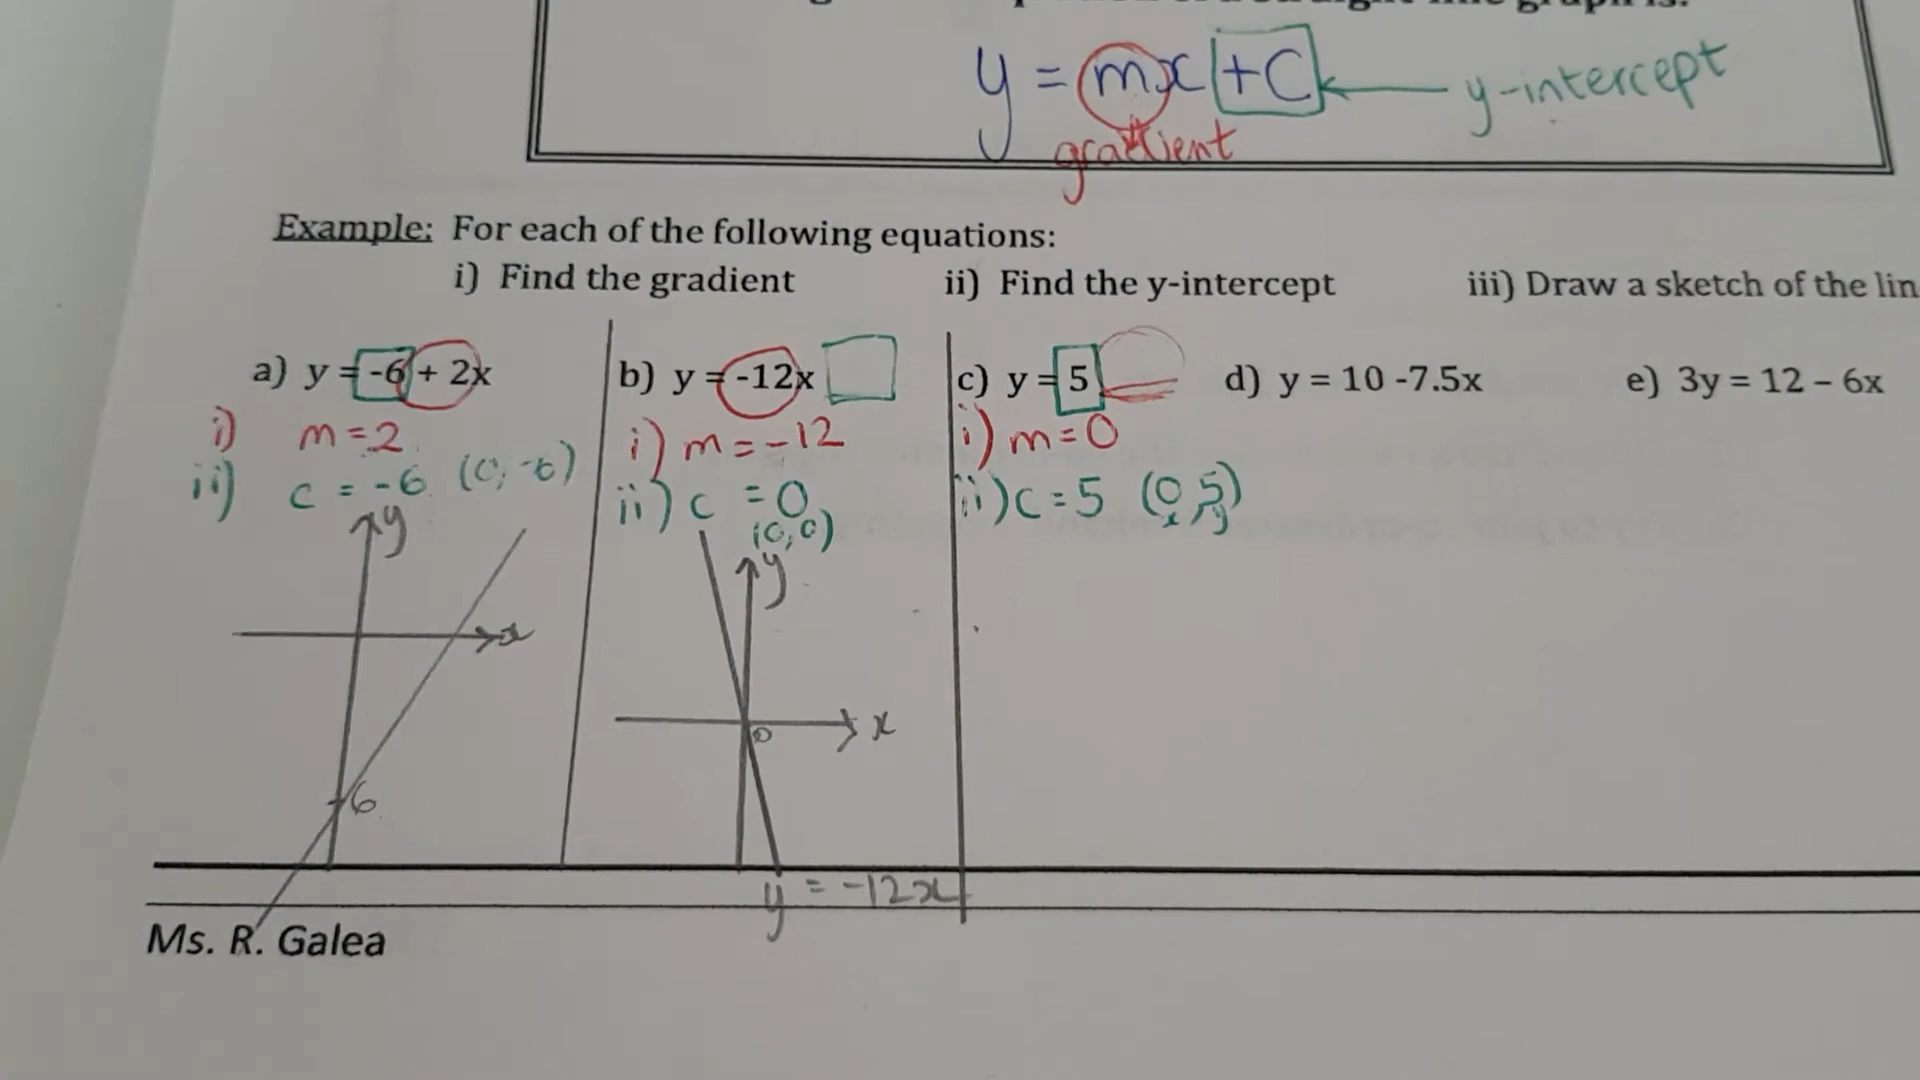 y = mx + C ← y-intercept
gradient
Example: For each of the following equations:
i) Find the gradient ii) Find the y-intercept iii) Draw a sketch of the lin
a) y = -6 + 2x b) y = -12x c) y = 5 d) y = 10 -7.5x e) 3y = 12 – 6x
i) m = 2 i) m = -12 i) m = 0
ii) c = -6 (0, -6) ii) c = 0 ii) c = 5 (0, 5)
(0, 0) x y
y y
x
x
0
-6
y = -12x
Ms. R. Galea